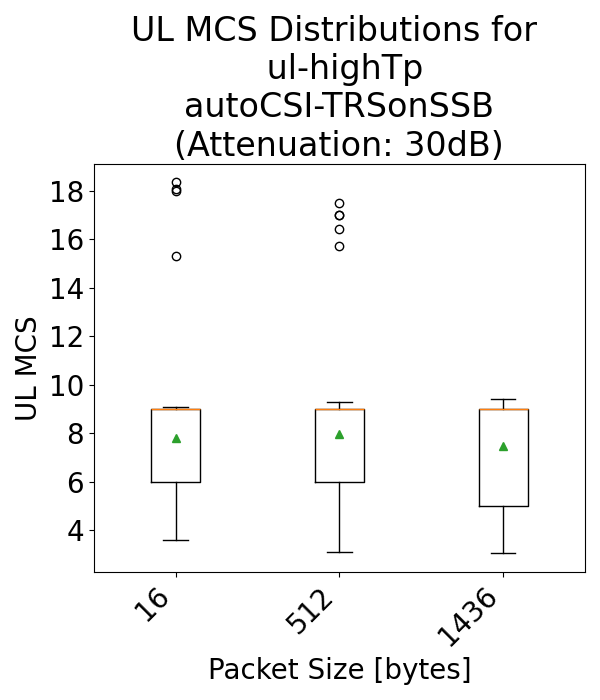 UL MCS Distributions for
ul-highTp
autoCSI-TRSonSSB
(Attenuation: 30dB)
18
16
14
12
10
8
6
4
UL MCS
16
512
1436
Packet Size [bytes]